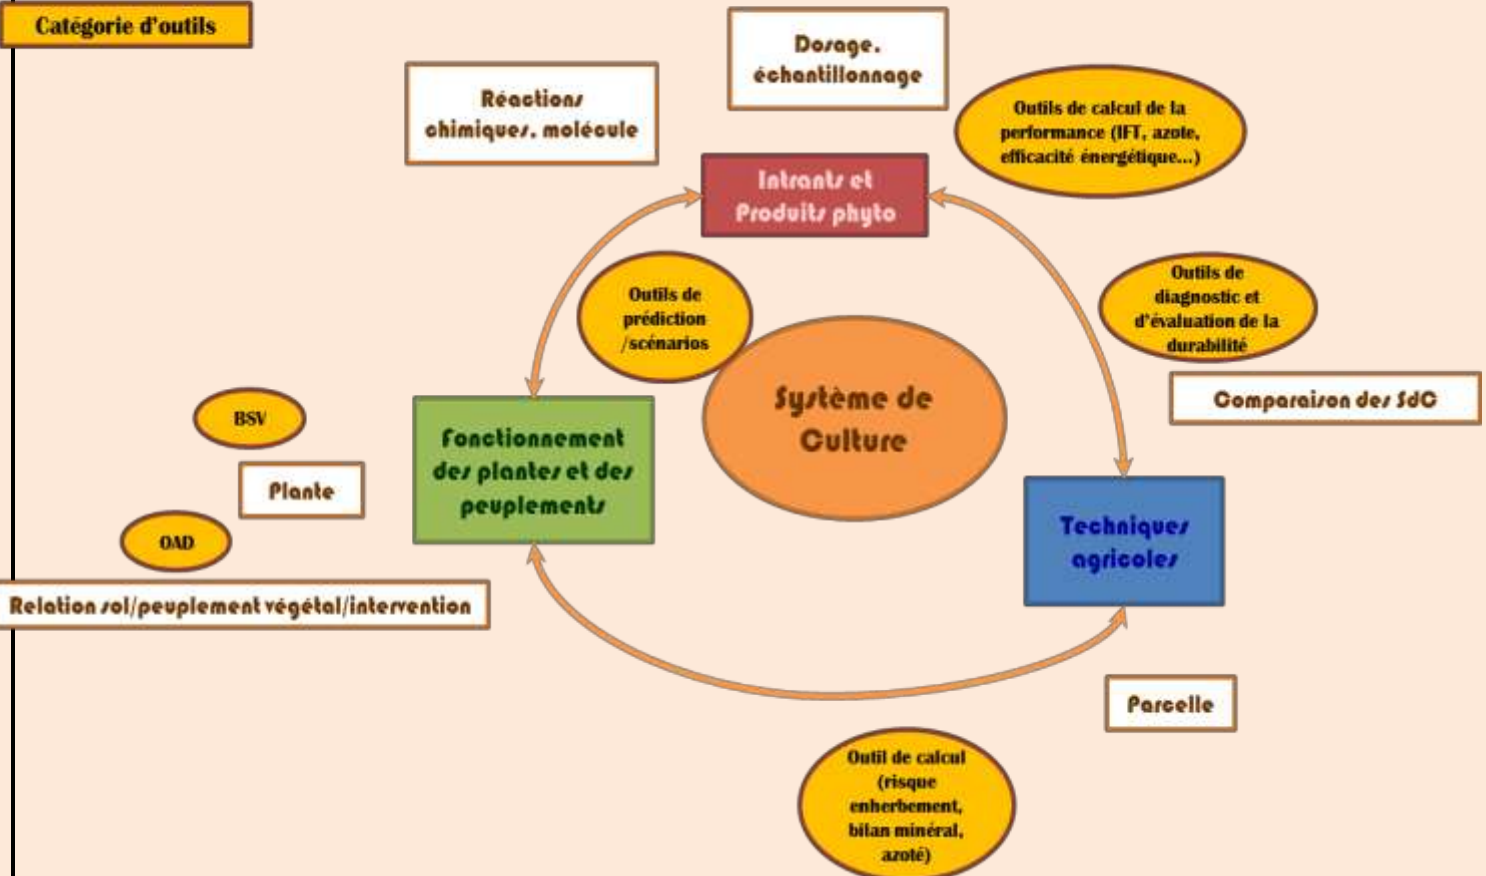 Catégorie d'outils
Dosage,
échantillonnage
Réactions
chimiques, molécule
Outils de calcul de la
performance (IFT, azote,
efficacité énergétique...)
Intrants et
Produits phyto
Outils de
prédiction
/scénarios
Outils de
diagnostic et
d'évaluation de la
durabilité
Système de
Culture
Comparaison des SdC
BSV
Fonctionnement
des plantes et des
peuplements
Plante
Techniques
agricoles
OAD
Relation sol/peuplement végétal/intervention
Parcelle
Outil de calcul
(risque
enherbement,
bilan minéral,
azoté)